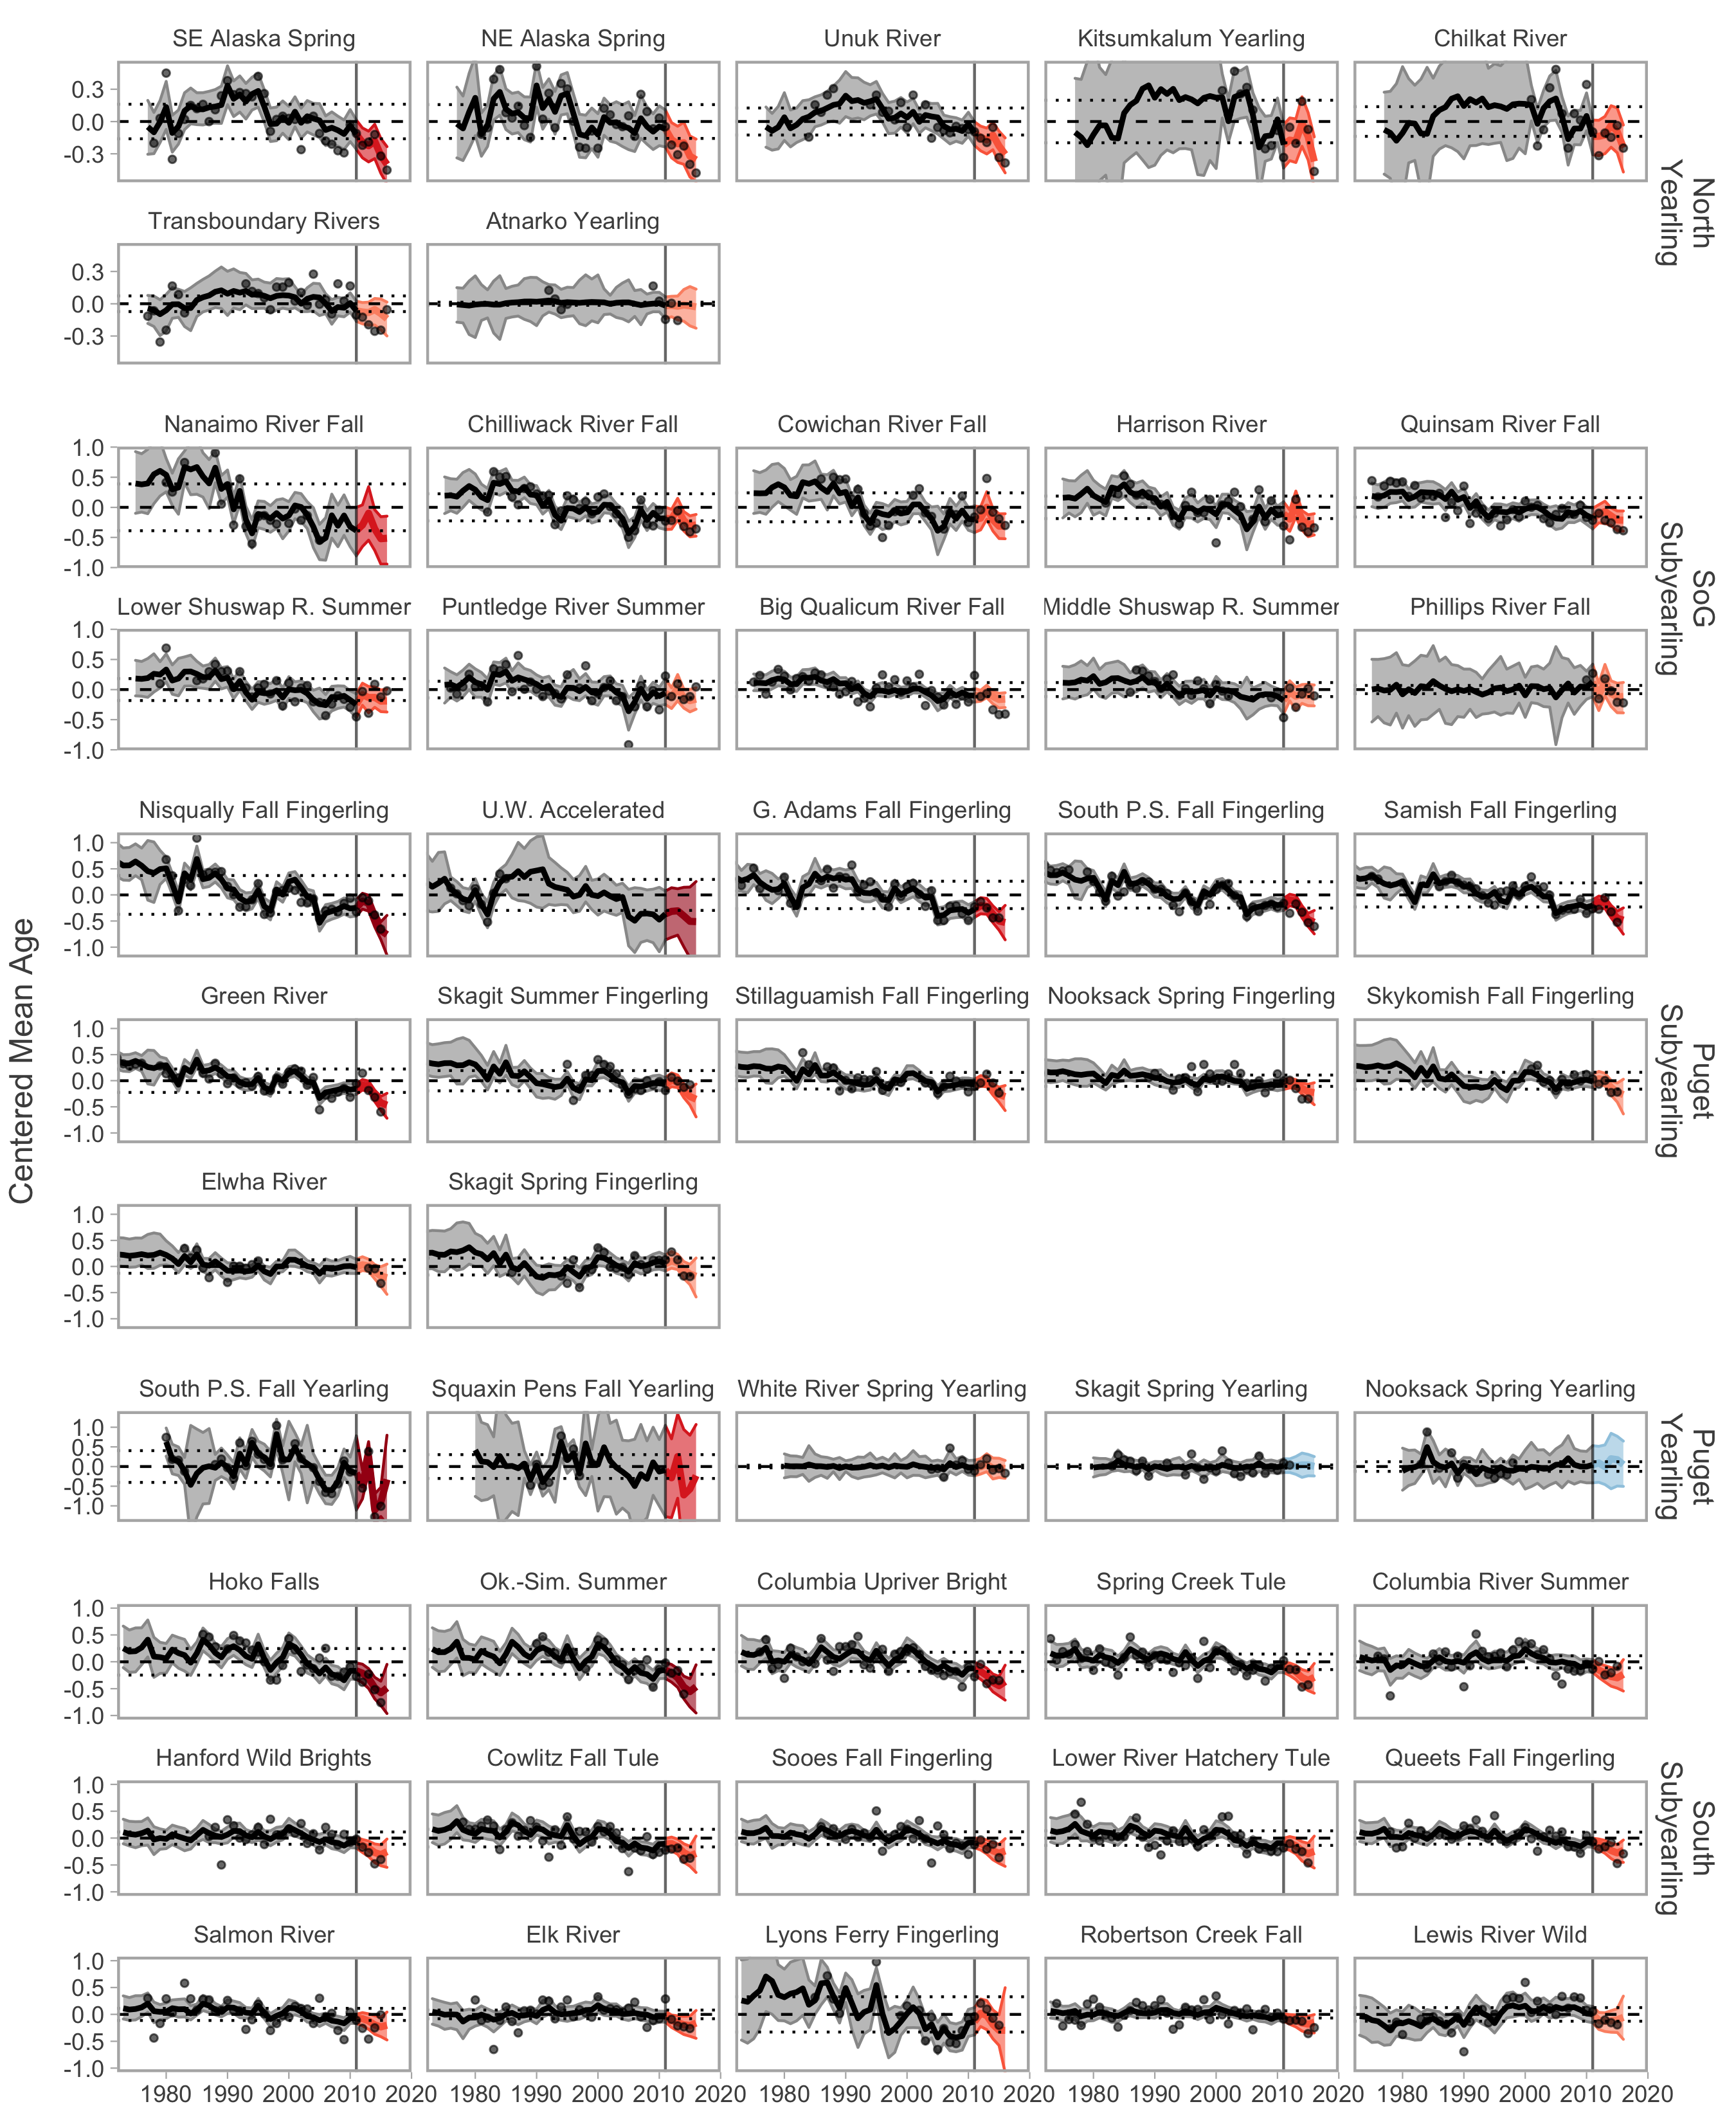 SE Alaska Spring NE Alaska Spring Unuk River Kitsumkalum Yearling Chilkat River
0.3
0.0
-0.3
North
Yearling
Transboundary Rivers Atnarko Yearling
0.3
0.0
-0.3
Nanaimo River Fall Chilliwack River Fall Cowichan River Fall Harrison River Quinsam River Fall
1.0
0.5
0.0
-0.5
-1.0
SoG
Subyearling
Lower Shuswap R. Summer Puntledge River Summer Big Qualicum River Fall Middle Shuswap R. Summer Phillips River Fall
1.0
0.5
0.0
-0.5
-1.0
Centered Mean Age
Nisqually Fall Fingerling U.W. Accelerated G. Adams Fall Fingerling South P.S. Fall Fingerling Samish Fall Fingerling
1.0
0.5
0.0
-0.5
-1.0
Green River Skagit Summer Fingerling Stillaguamish Fall Fingerling Nooksack Spring Fingerling Skykomish Fall Fingerling
1.0
0.5
0.0
-0.5
-1.0
Puget
Subyearling
Elwha River Skagit Spring Fingerling
1.0
0.5
0.0
-0.5
-1.0
South P.S. Fall Yearling Squaxin Pens Fall Yearling White River Spring Yearling Skagit Spring Yearling Nooksack Spring Yearling
1.0
0.5
0.0
-0.5
-1.0
Puget
Yearling
Hoko Falls Ok.-Sim. Summer Columbia Upriver Bright Spring Creek Tule Columbia River Summer
1.0
0.5
0.0
-0.5
-1.0
Hanford Wild Brights Cowlitz Fall Tule Sooes Fall Fingerling Lower River Hatchery Tule Queets Fall Fingerling
1.0
0.5
0.0
-0.5
-1.0
South
Subyearling
Salmon River Elk River Lyons Ferry Fingerling Robertson Creek Fall Lewis River Wild
1.0
0.5
0.0
-0.5
-1.0
1980 1990 2000 2010 2020 1980 1990 2000 2010 2020 1980 1990 2000 2010 2020 1980 1990 2000 2010 2020 1980 1990 2000 2010 2020